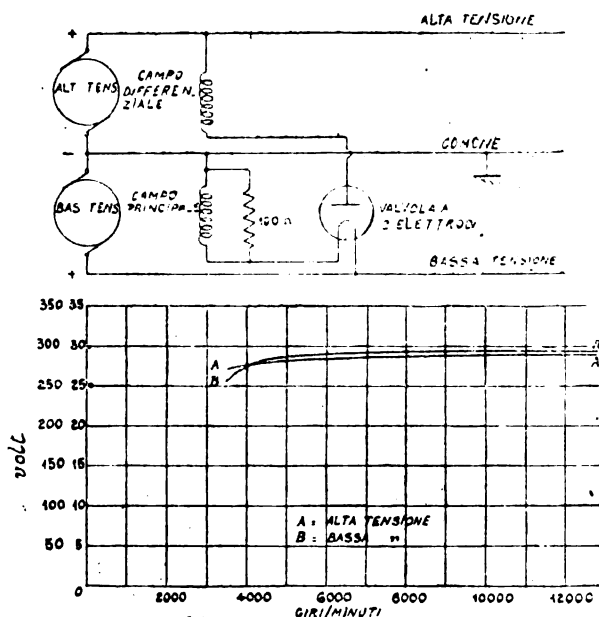 ALTA TENSIONE
+
CAMPO
DIFFEREN-
ZIALE
ALT TENS
-
COMUNE
BAS TENS
CAMPO
PRINCIPALE
100 Ω
VALVOLA A
2 ELETTRODI
BASSA TENSIONE
+
350 35
300 30
250 25
200 20
150 15
100 10
50 5
0
VOLT
A
B
B
A
A = ALTA TENSIONE
B = BASSA "
2000 4000 6000 8000 10000 12000
GIRI/MINUTI